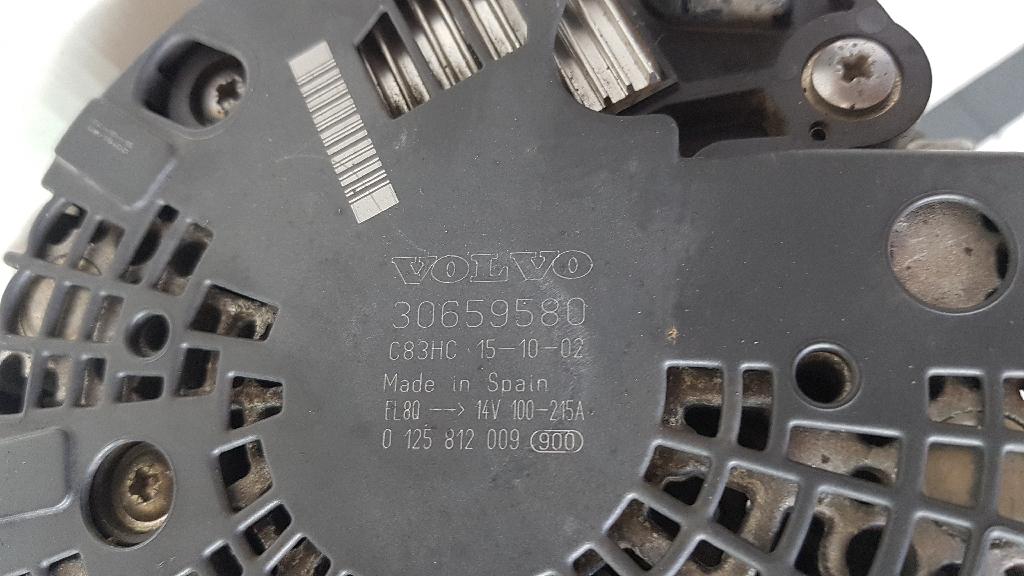 VOLVO
30659580
C83HC 15-10-02
Made in Spain
EL8Q --> 14V 100-215A
0 125 812 009 900